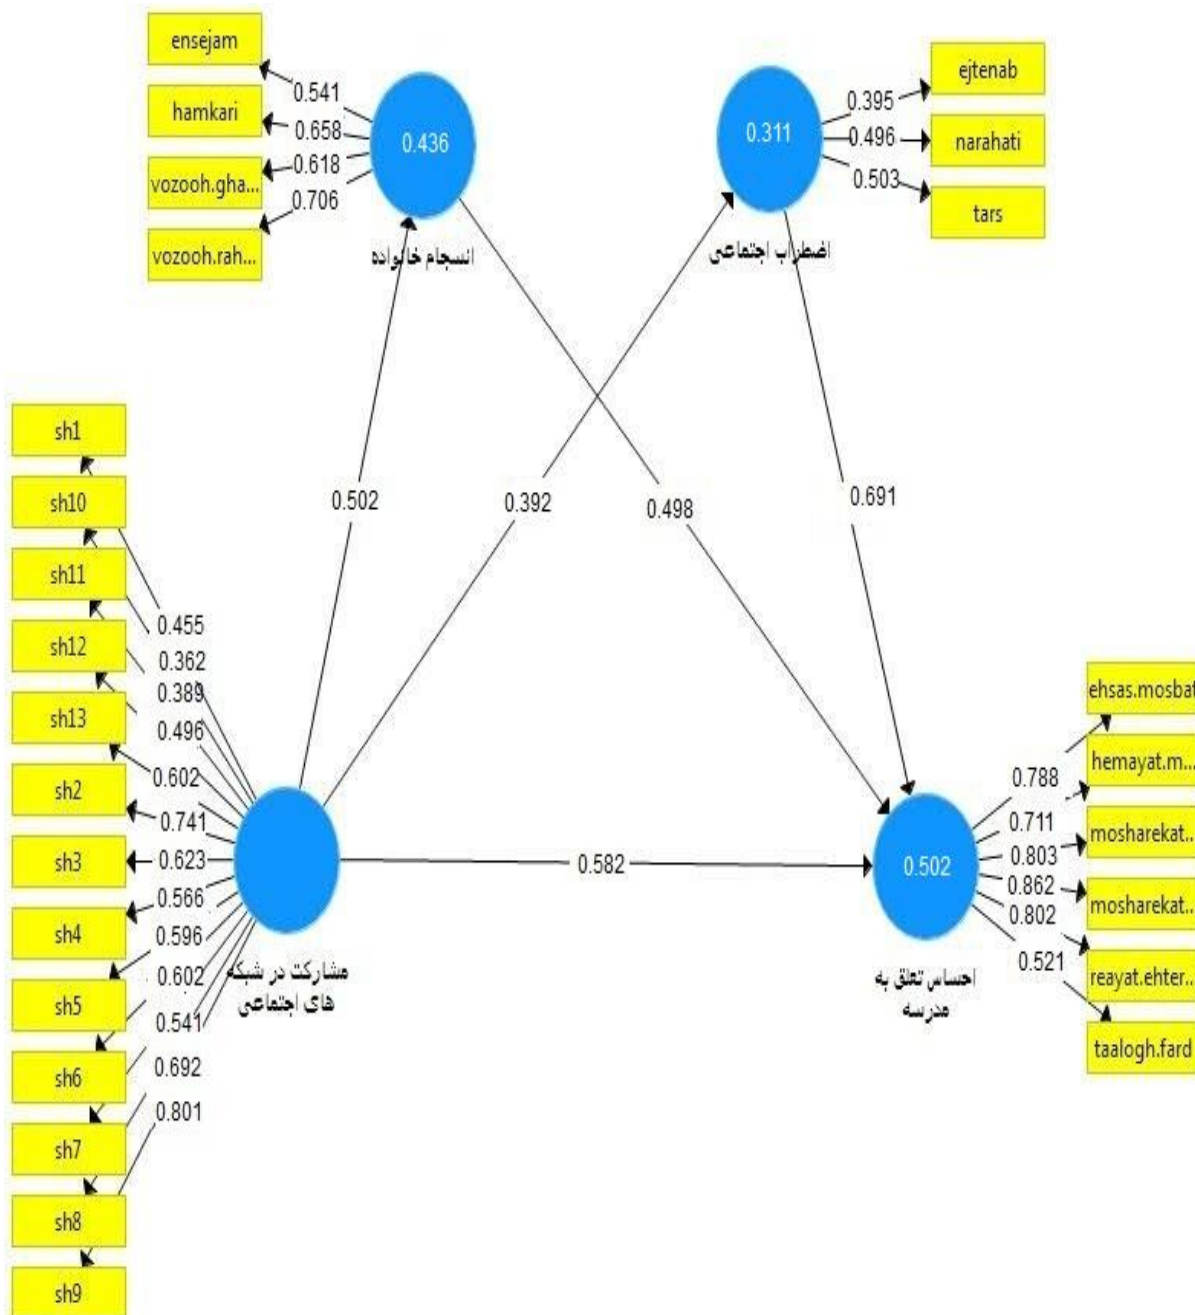 ensejam
hamkari
vozooh.gha...
vozooh.rah...
0.541
0.658
0.618
0.706
0.436
انسجام خانواده
0.311
اضطراب اجتماعی
0.395
0.496
0.503
ejtenab
narahati
tars
0.502
0.392
0.498
0.691
0.582
sh1
sh10
sh11
sh12
sh13
sh2
sh3
sh4
sh5
sh6
sh7
sh8
sh9
0.455
0.362
0.389
0.496
0.602
0.741
0.623
0.566
0.596
0.602
0.541
0.692
0.801
مشارکت در شبکه
های اجتماعی
0.502
احساس تعلق به
مدرسه
0.788
0.711
0.803
0.862
0.802
0.521
ehsas.mosbat
hemayat.m...
mosharekat..
mosharekat..
reayat.ehter..
taalogh.fard